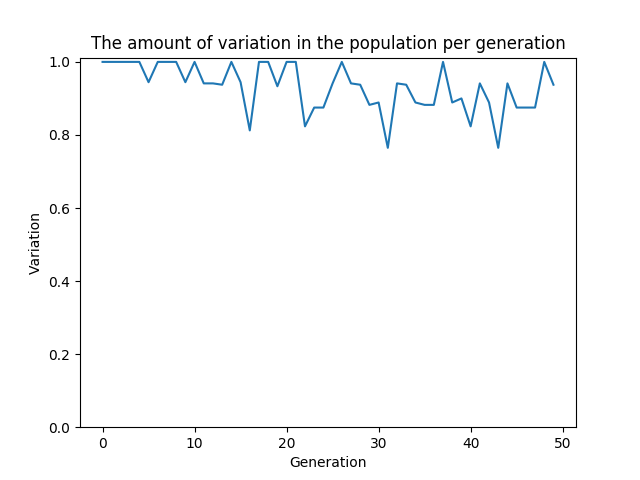 The amount of variation in the population per generation
1.0
0.8
0.6
0.4
0.2
0.0
Variation
0 10 20 30 40 50
Generation